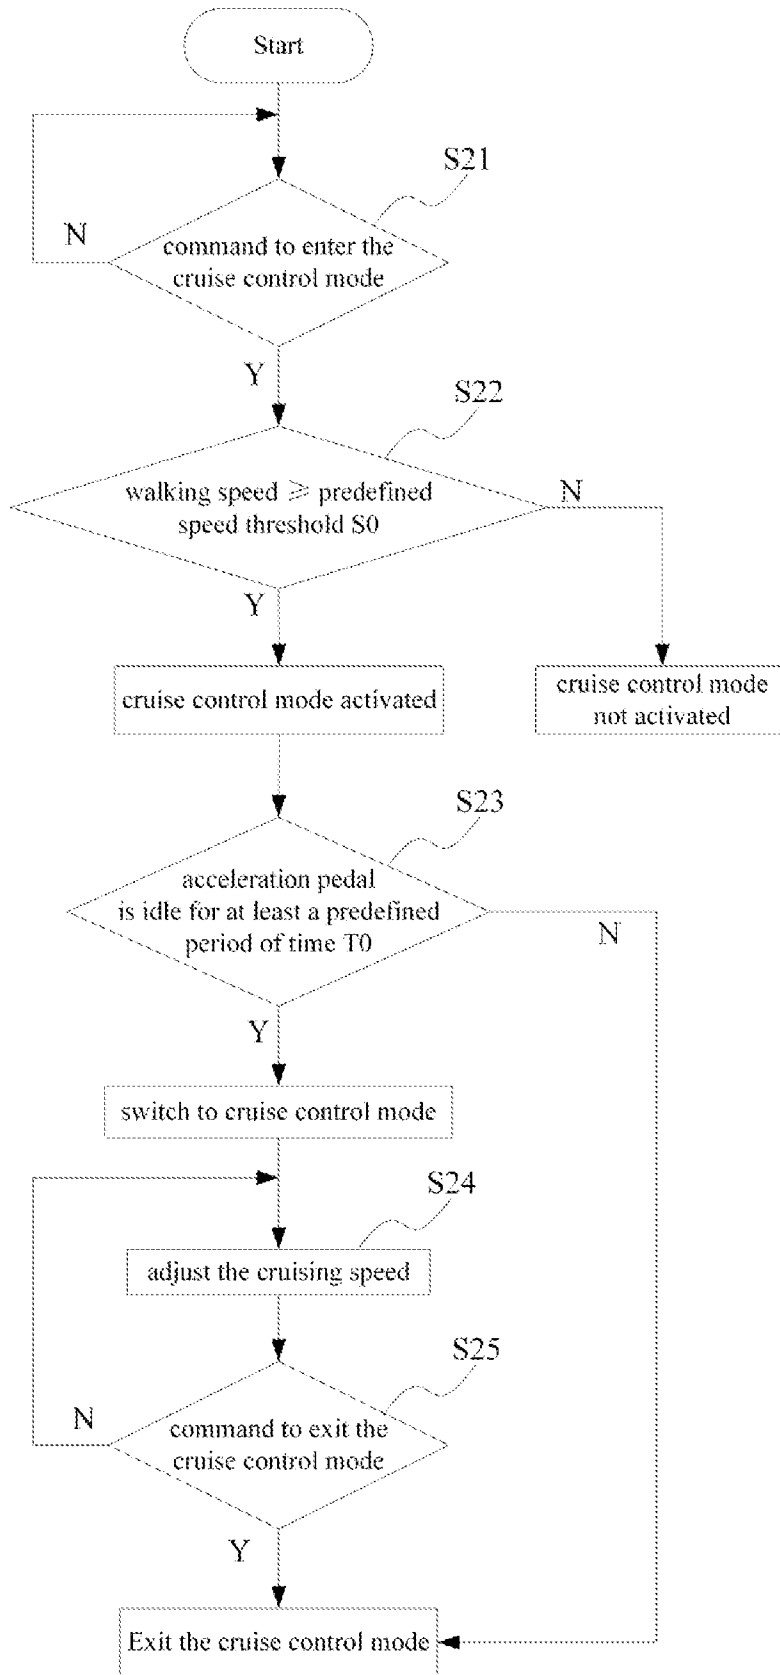 Start
S21
N
command to enter the
cruise control mode
Y
S22
walking speed ⩾ predefined
speed threshold S0
N
Y
cruise control mode activated
cruise control mode
not activated
S23
acceleration pedal
is idle for at least a predefined
period of time T0
N
Y
switch to cruise control mode
S24
adjust the cruising speed
S25
N
command to exit the
cruise control mode
Y
Exit the cruise control mode